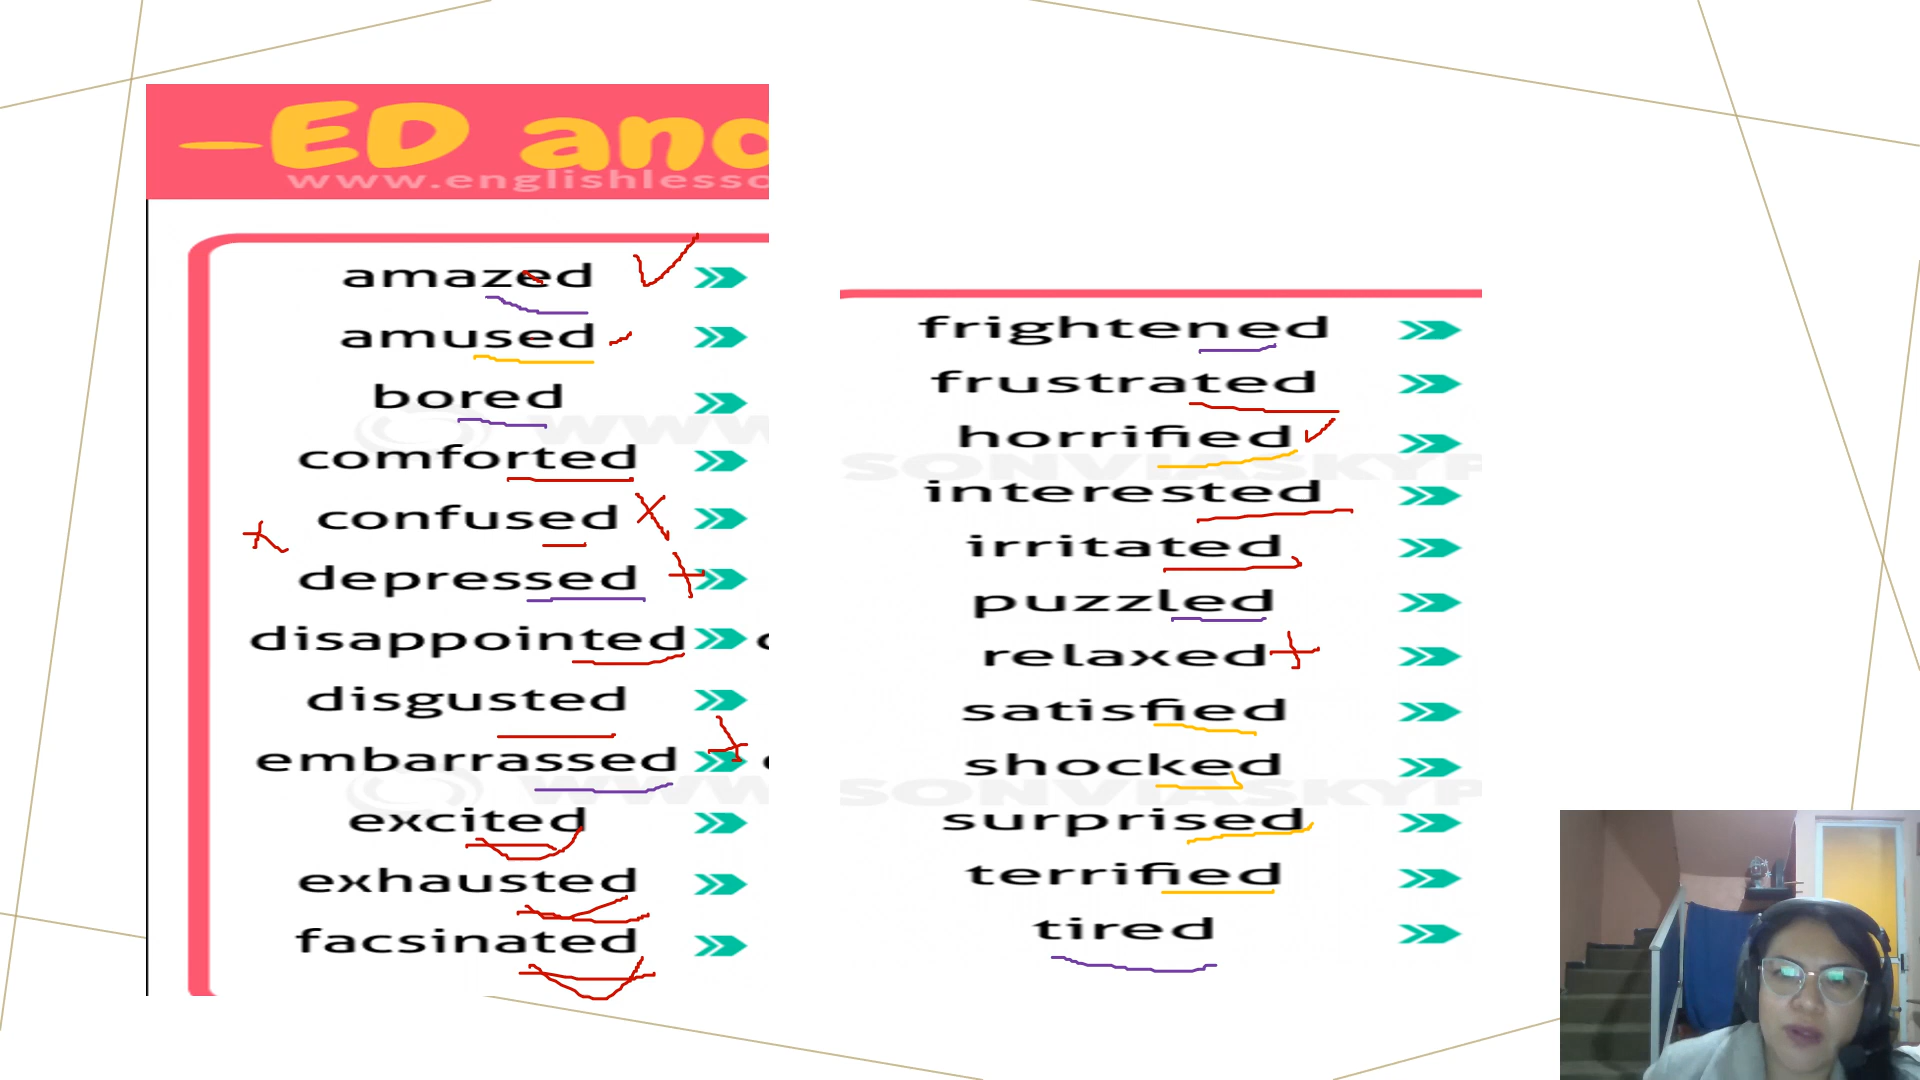 -ED and
www.englishlesso
amazed
amused
bored
comforted
confused
depressed
disappointed
disgusted
embarrassed
excited
exhausted
facsinated
frightened
frustrated
horrified
interested
irritated
puzzled
relaxed
satisfied
shocked
surprised
terrified
tired